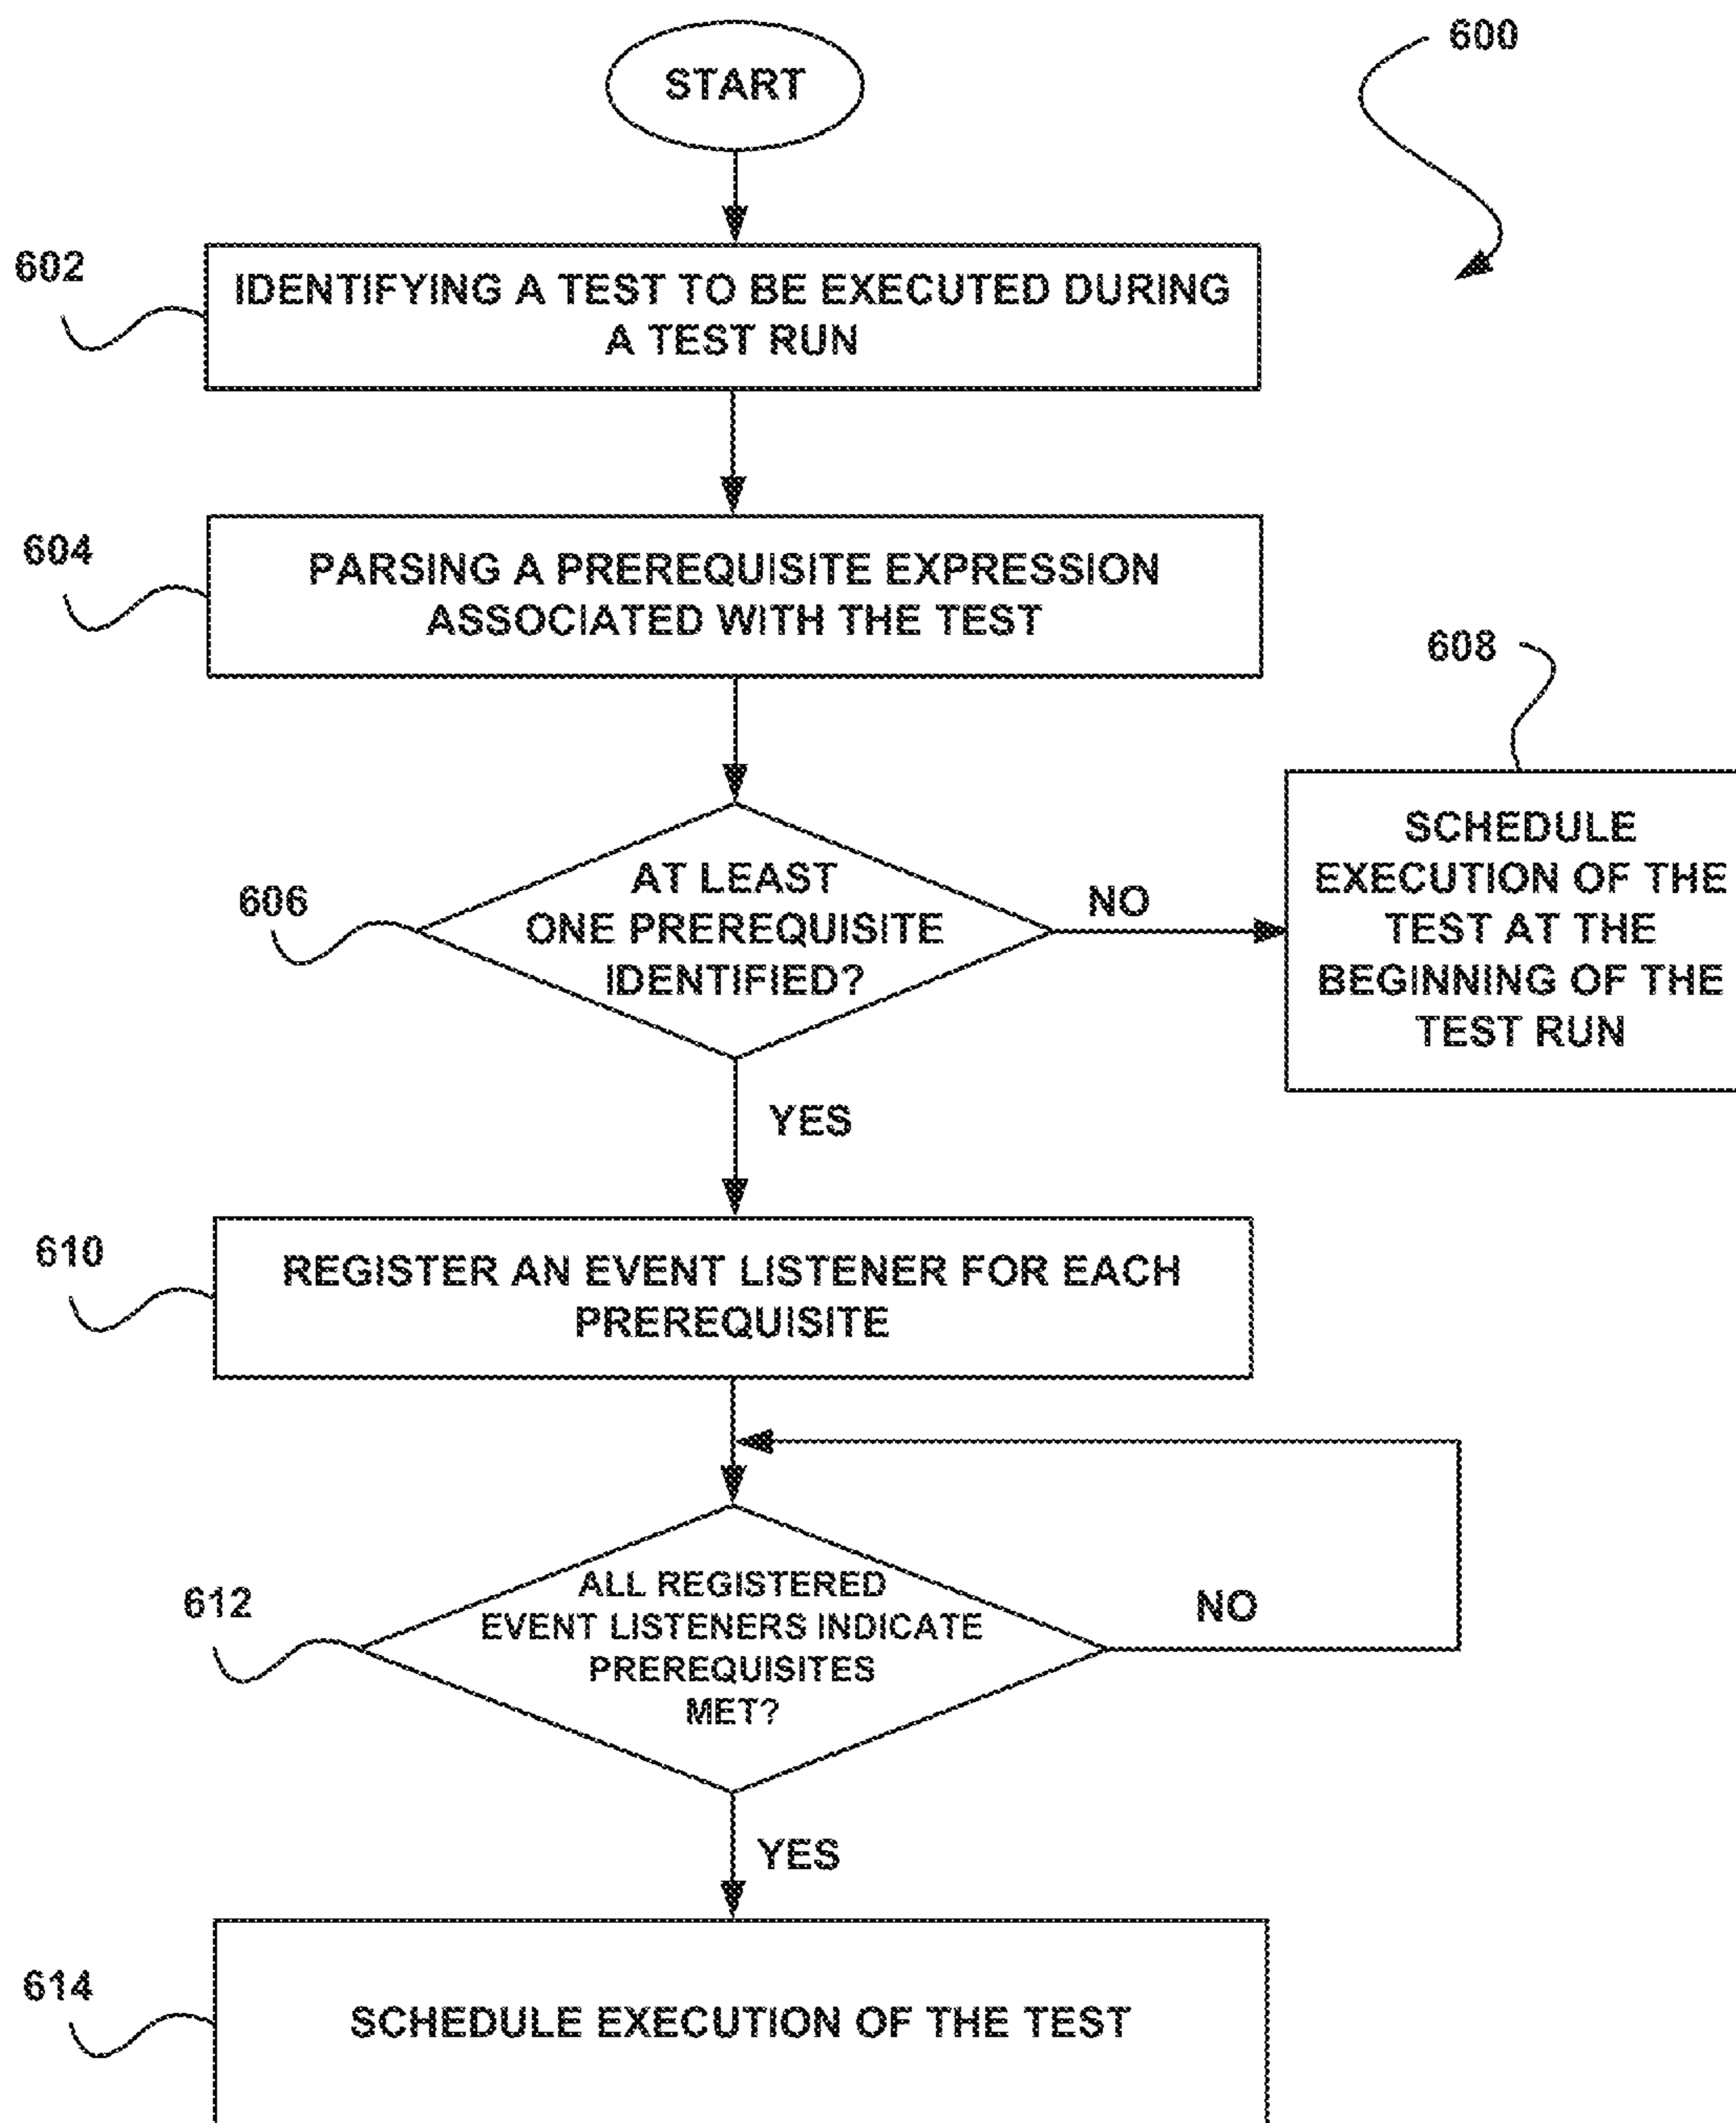 START
600
602
IDENTIFYING A TEST TO BE EXECUTED DURING
A TEST RUN
604
PARSING A PREREQUISITE EXPRESSION
ASSOCIATED WITH THE TEST
606
AT LEAST
ONE PREREQUISITE
IDENTIFIED?
NO
608
SCHEDULE
EXECUTION OF THE
TEST AT THE
BEGINNING OF THE
TEST RUN
YES
610
REGISTER AN EVENT LISTENER FOR EACH
PREREQUISITE
612
ALL REGISTERED
EVENT LISTENERS INDICATE
PREREQUISITES
MET?
NO
YES
614
SCHEDULE EXECUTION OF THE TEST